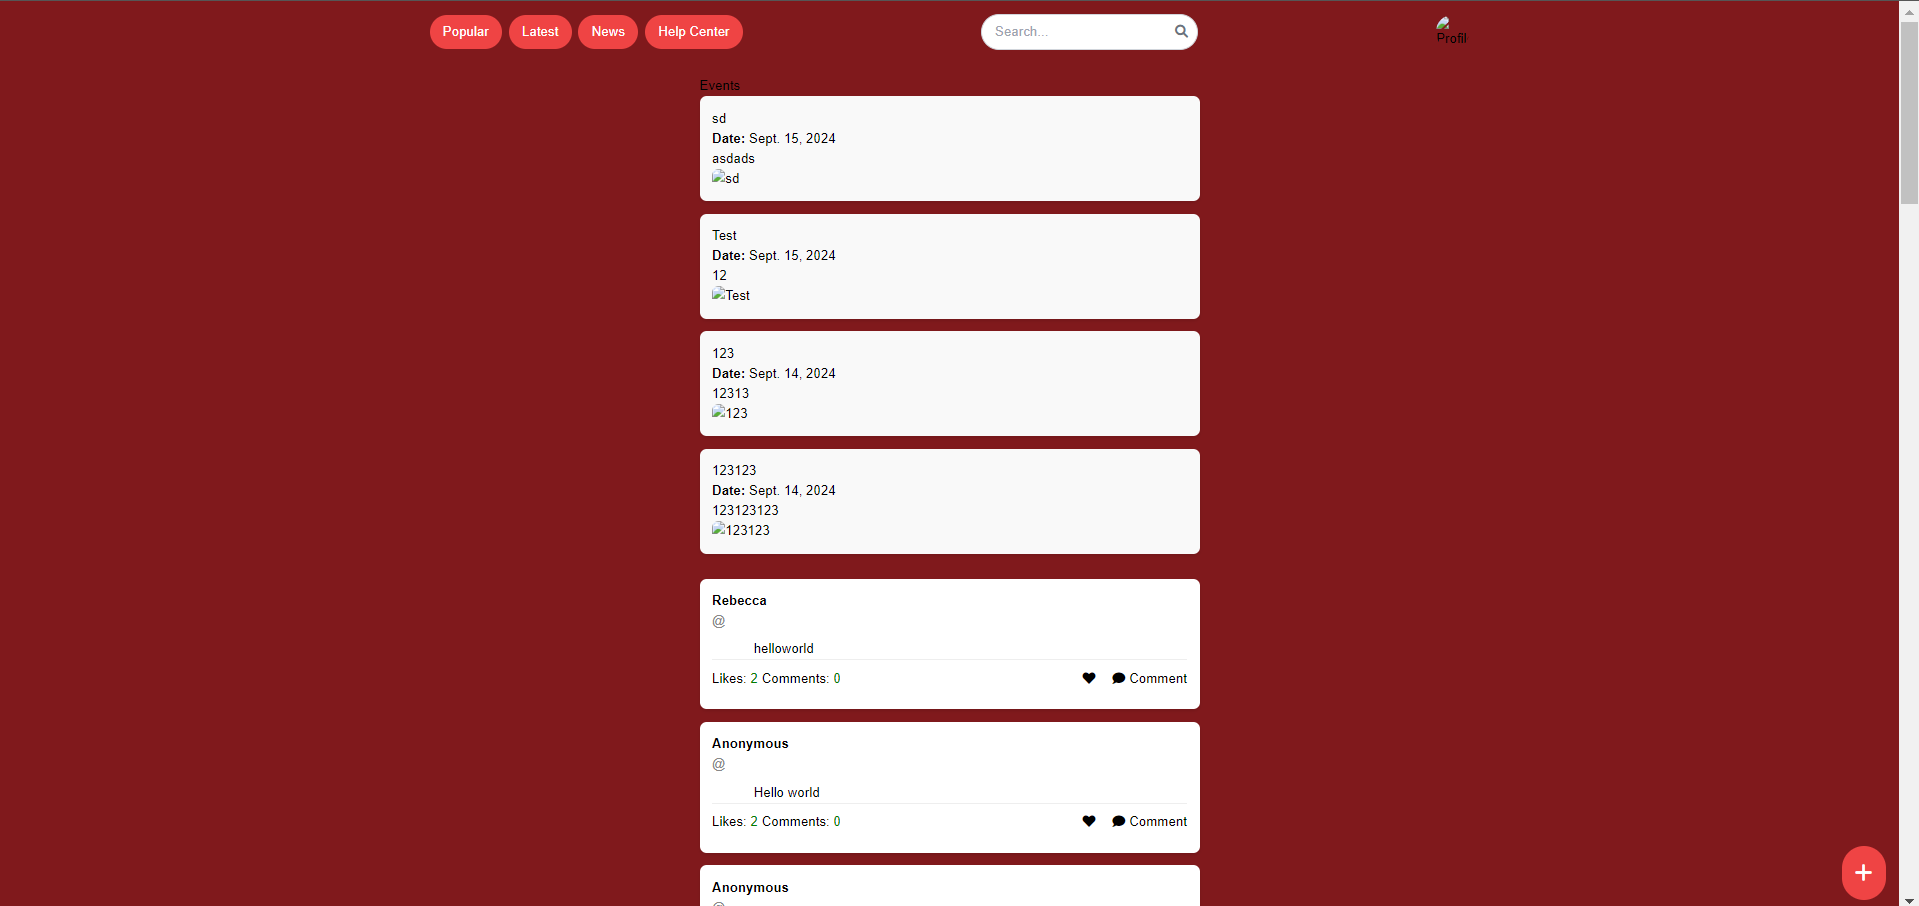 Popular Latest News Help Center Search...
Profil
Events
sd
Date: Sept. 15, 2024
asdads
sd
Test
Date: Sept. 15, 2024
12
Test
123
Date: Sept. 14, 2024
12313
123
123123
Date: Sept. 14, 2024
123123123
123123
Rebecca
@
helloworld
Likes: 2 Comments: 0 Comment
Anonymous
@
Hello world
Likes: 2 Comments: 0 Comment
Anonymous
@